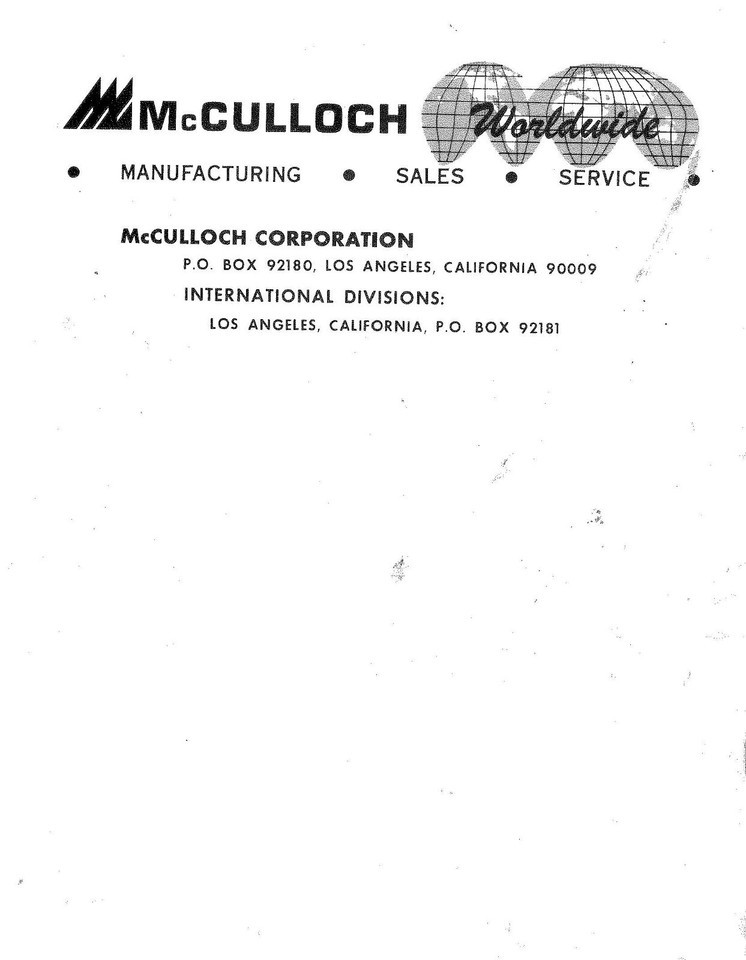 McCULLOCH Worldwide
• MANUFACTURING • SALES • SERVICE •
McCULLOCH CORPORATION
P.O. BOX 92180, LOS ANGELES, CALIFORNIA 90009
INTERNATIONAL DIVISIONS:
LOS ANGELES, CALIFORNIA, P.O. BOX 92181